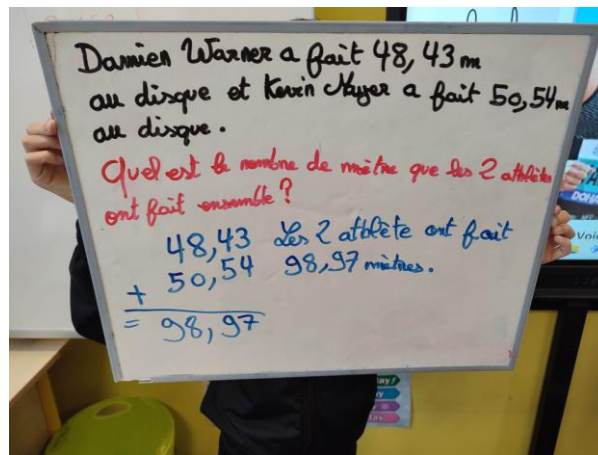 Damien Warner a fait 48,43 m
au disque et Kevin Mayer a fait 50,54 m
au disque.
Quel est le nombre de mètre que les 2 athlètes
ont fait ensemble ?
48,43 Les 2 athlète ont fait
50,54 98,97 mètres.
+
= 98,97